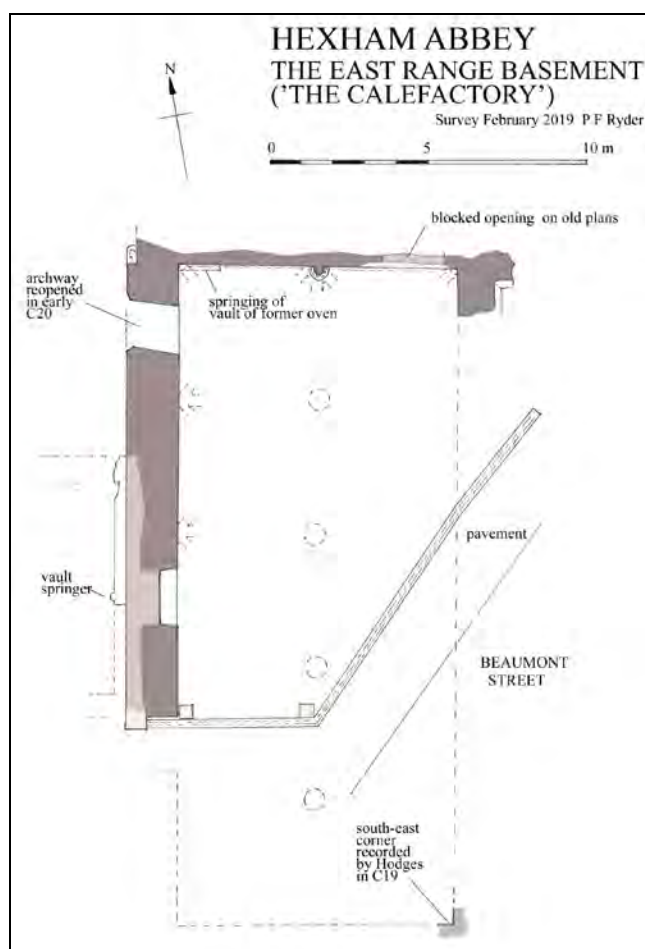 HEXHAM ABBEY
THE EAST RANGE BASEMENT
('THE CALEFACTORY')
Survey February 2019 P F Ryder
N
0 5 10 m
blocked opening on old plans
archway
reopened
in early
C20
springing of
vault of former oven
pavement
vault
springer
BEAUMONT
STREET
south-east
corner
recorded
by Hodges
in C19